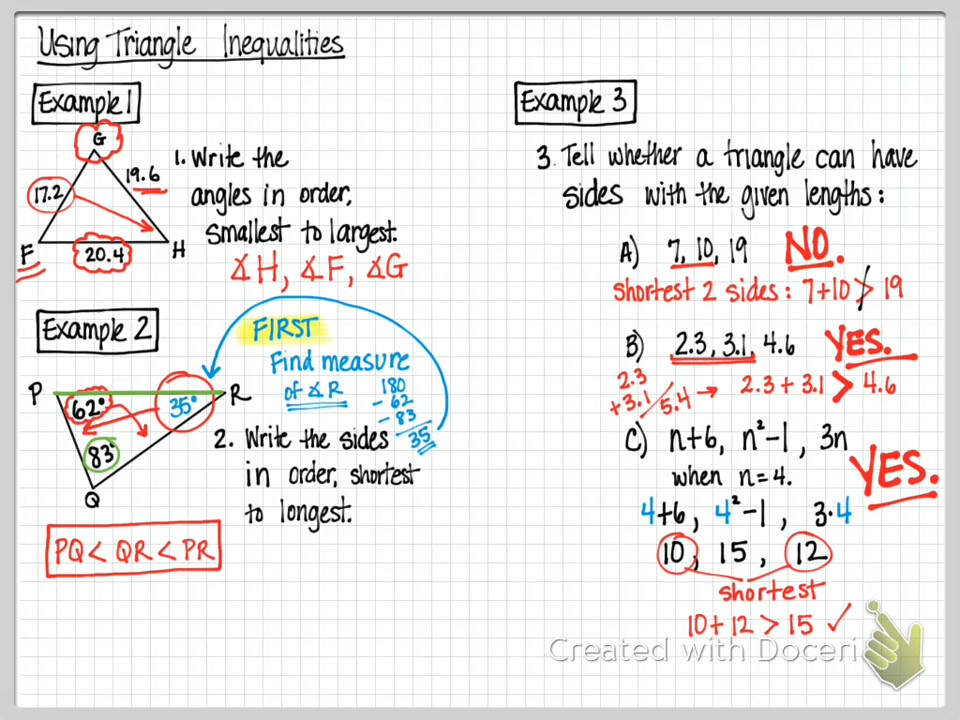 Using Triangle Inequalities
Example 1
G
17.2
19.6
F
20.4
H
1. Write the
angles in order,
smallest to largest.
∡H, ∡F, ∡G
Example 2
P
62°
35°
R
83°
Q
FIRST
Find measure
of ∡R
180
- 62
- 83
35
2. Write the sides
in order, shortest
to longest.
PQ < QR < PR
Example 3
3. Tell whether a triangle can have
sides with the given lengths:
A) 7, 10, 19 NO.
shortest 2 sides: 7+10 ≯ 19
B) 2.3, 3.1, 4.6 YES.
2.3
+3.1
5.4 → 2.3 + 3.1 > 4.6
C) n+6, n²-1, 3n
when n=4. YES.
4+6, 4²-1, 3·4
10, 15, 12
shortest
10+12 > 15 ✓
Created with Doceri